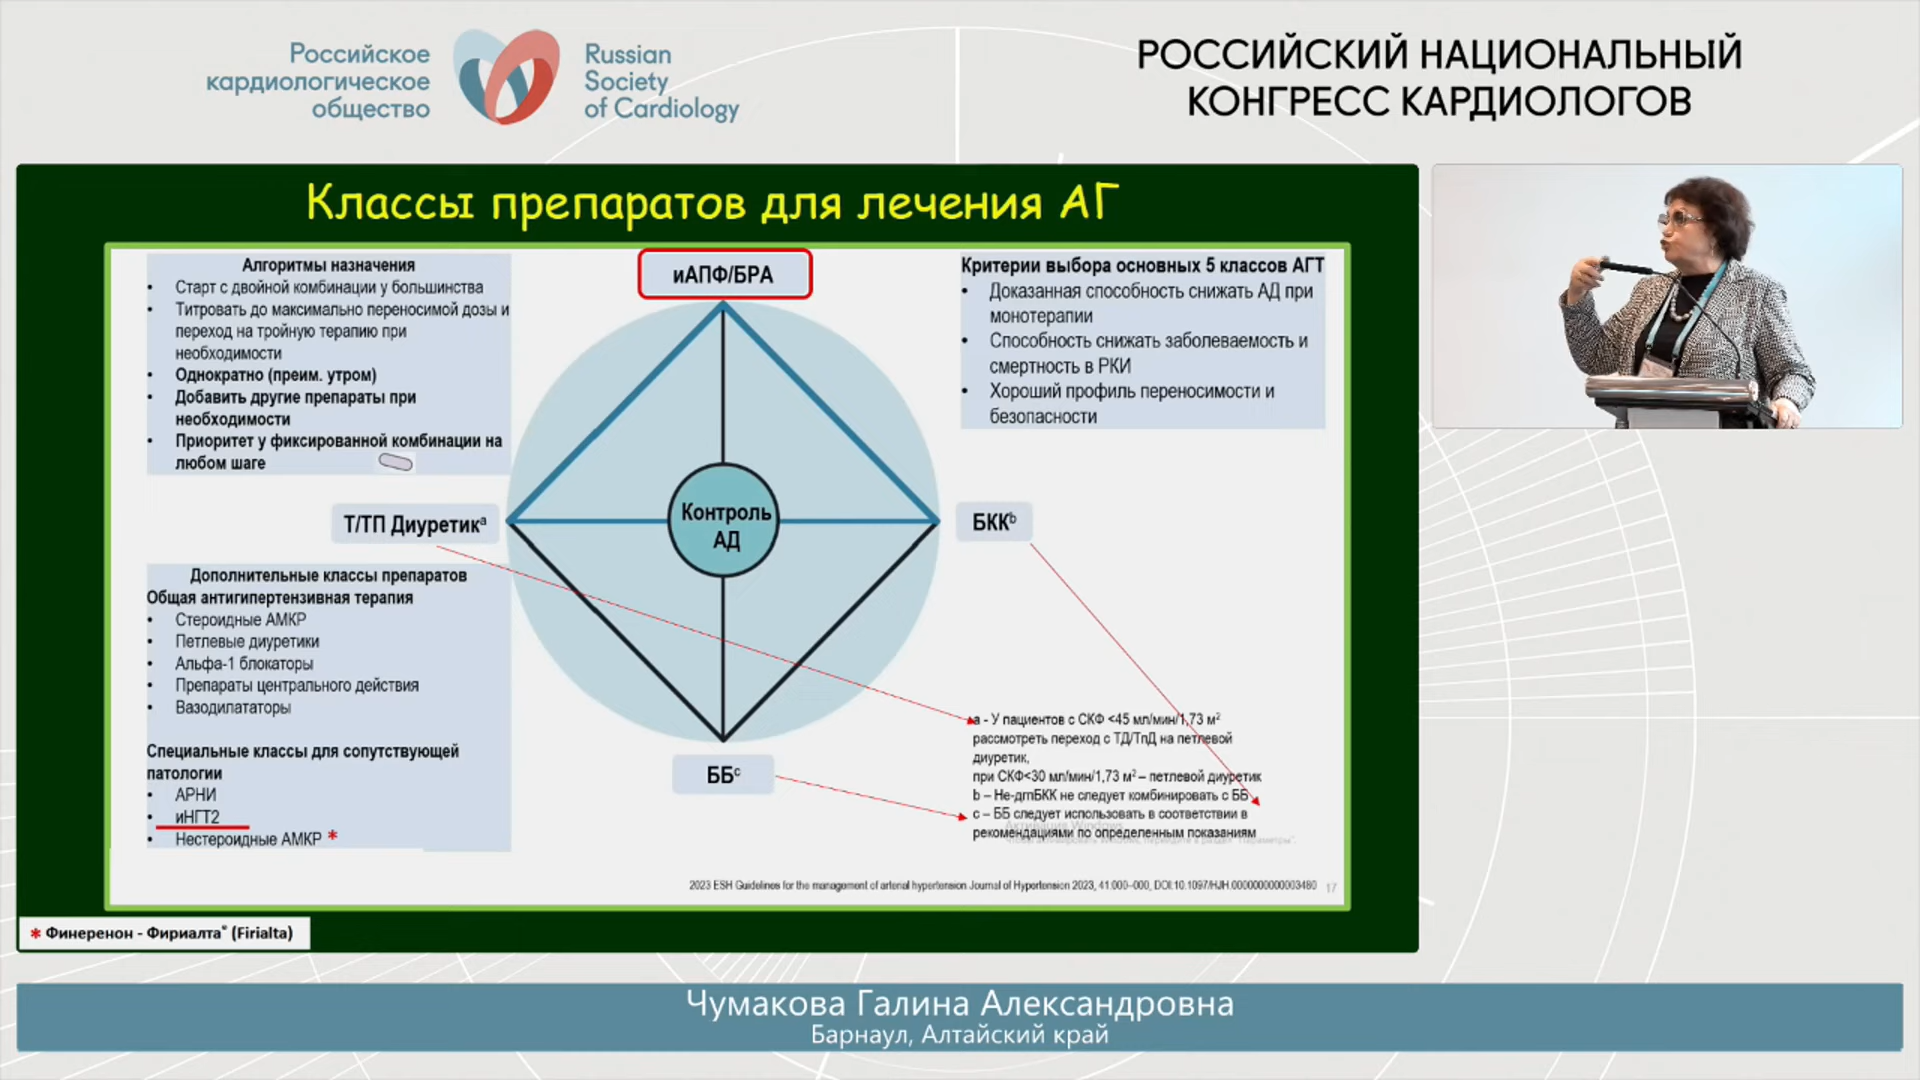 Российское
кардиологическое
общество
Russian
Society
of Cardiology
РОССИЙСКИЙ НАЦИОНАЛЬНЫЙ
КОНГРЕСС КАРДИОЛОГОВ
Классы препаратов для лечения АГ
Алгоритмы назначения
• Старт с двойной комбинации у большинства
• Титровать до максимально переносимой дозы и
переход на тройную терапию при
необходимости
• Однократно (преим. утром)
• Добавить другие препараты при
необходимости
• Приоритет у фиксированной комбинации на
любом шаге
иАПФ/БРА
Критерии выбора основных 5 классов АГТ
• Доказанная способность снижать АД при
монотерапии
• Способность снижать заболеваемость и
смертность в РКИ
• Хороший профиль переносимости и
безопасности
Т/ТП Диуретикᵃ
Контроль
АД
БККᵇ
Дополнительные классы препаратов
Общая антигипертензивная терапия
• Стероидные АМКР
• Петлевые диуретики
• Альфа-1 блокаторы
• Препараты центрального действия
• Вазодилататоры
Специальные классы для сопутствующей
патологии
• АРНИ
• иНГТ2
• Нестероидные АМКР *
ББᶜ
а - У пациентов с СКФ <45 мл/мин/1,73 м²
рассмотреть переход с ТД/ТпД на петлевой
диуретик,
при СКФ<30 мл/мин/1,73 м² – петлевой диуретик
b – Не-дгпБКК не следует комбинировать с ББ
с – ББ следует использовать в соответствии в
рекомендациями по определенным показаниям
Активация Windows
Чтобы активировать Windows, перейдите в раздел "Параметры".
2023 ESH Guidelines for the management of arterial hypertension Journal of Hypertension 2023, 41:000–000, DOI:10.1097/HJH.0000000000003480
17
* Финеренон - Фириалта® (Firialta)
Чумакова Галина Александровна
Барнаул, Алтайский край